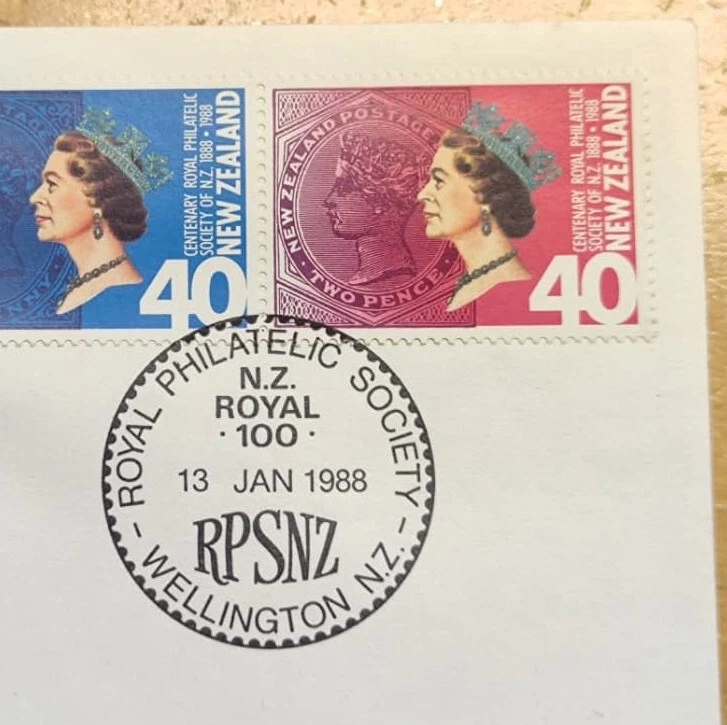 CENTENARY ROYAL PHILATELIC
SOCIETY OF N.Z. 1888 • 1988
NEW ZEALAND
40
NEW ZEALAND POSTAGE
· TWO PENCE ·
CENTENARY ROYAL PHILATELIC
SOCIETY OF N.Z. 1888 • 1988
NEW ZEALAND
40
– ROYAL PHILATELIC SOCIETY –
N.Z.
ROYAL
· 100 ·
13 JAN 1988
RPSNZ
WELLINGTON N.Z.